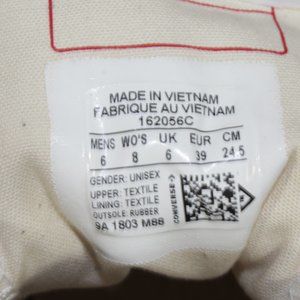 MADE IN VIETNAM
FABRIQUE AU VIETNAM
162056C
MENS WO'S UK EUR CM
6 8 6 39 24.5
GENDER: UNISEX
UPPER: TEXTILE
LINING: TEXTILE
OUTSOLE: RUBBER
9A 1803 M88
CONVERSE